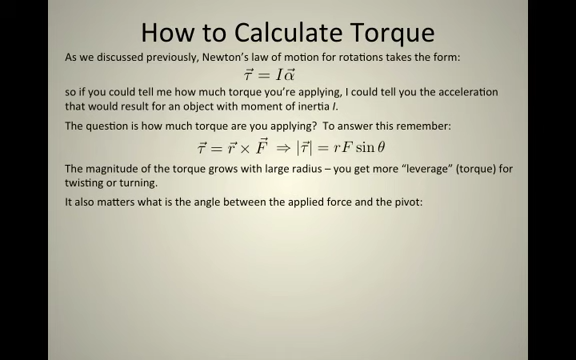 How to Calculate Torque
As we discussed previously, Newton's law of motion for rotations takes the form:
τ⃗ = Iα⃗
so if you could tell me how much torque you're applying, I could tell you the acceleration
that would result for an object with moment of inertia I.
The question is how much torque are you applying? To answer this remember:
τ⃗ = r⃗ × F⃗ ⇒ |τ⃗| = rF sin θ
The magnitude of the torque grows with large radius – you get more “leverage” (torque) for
twisting or turning.
It also matters what is the angle between the applied force and the pivot: